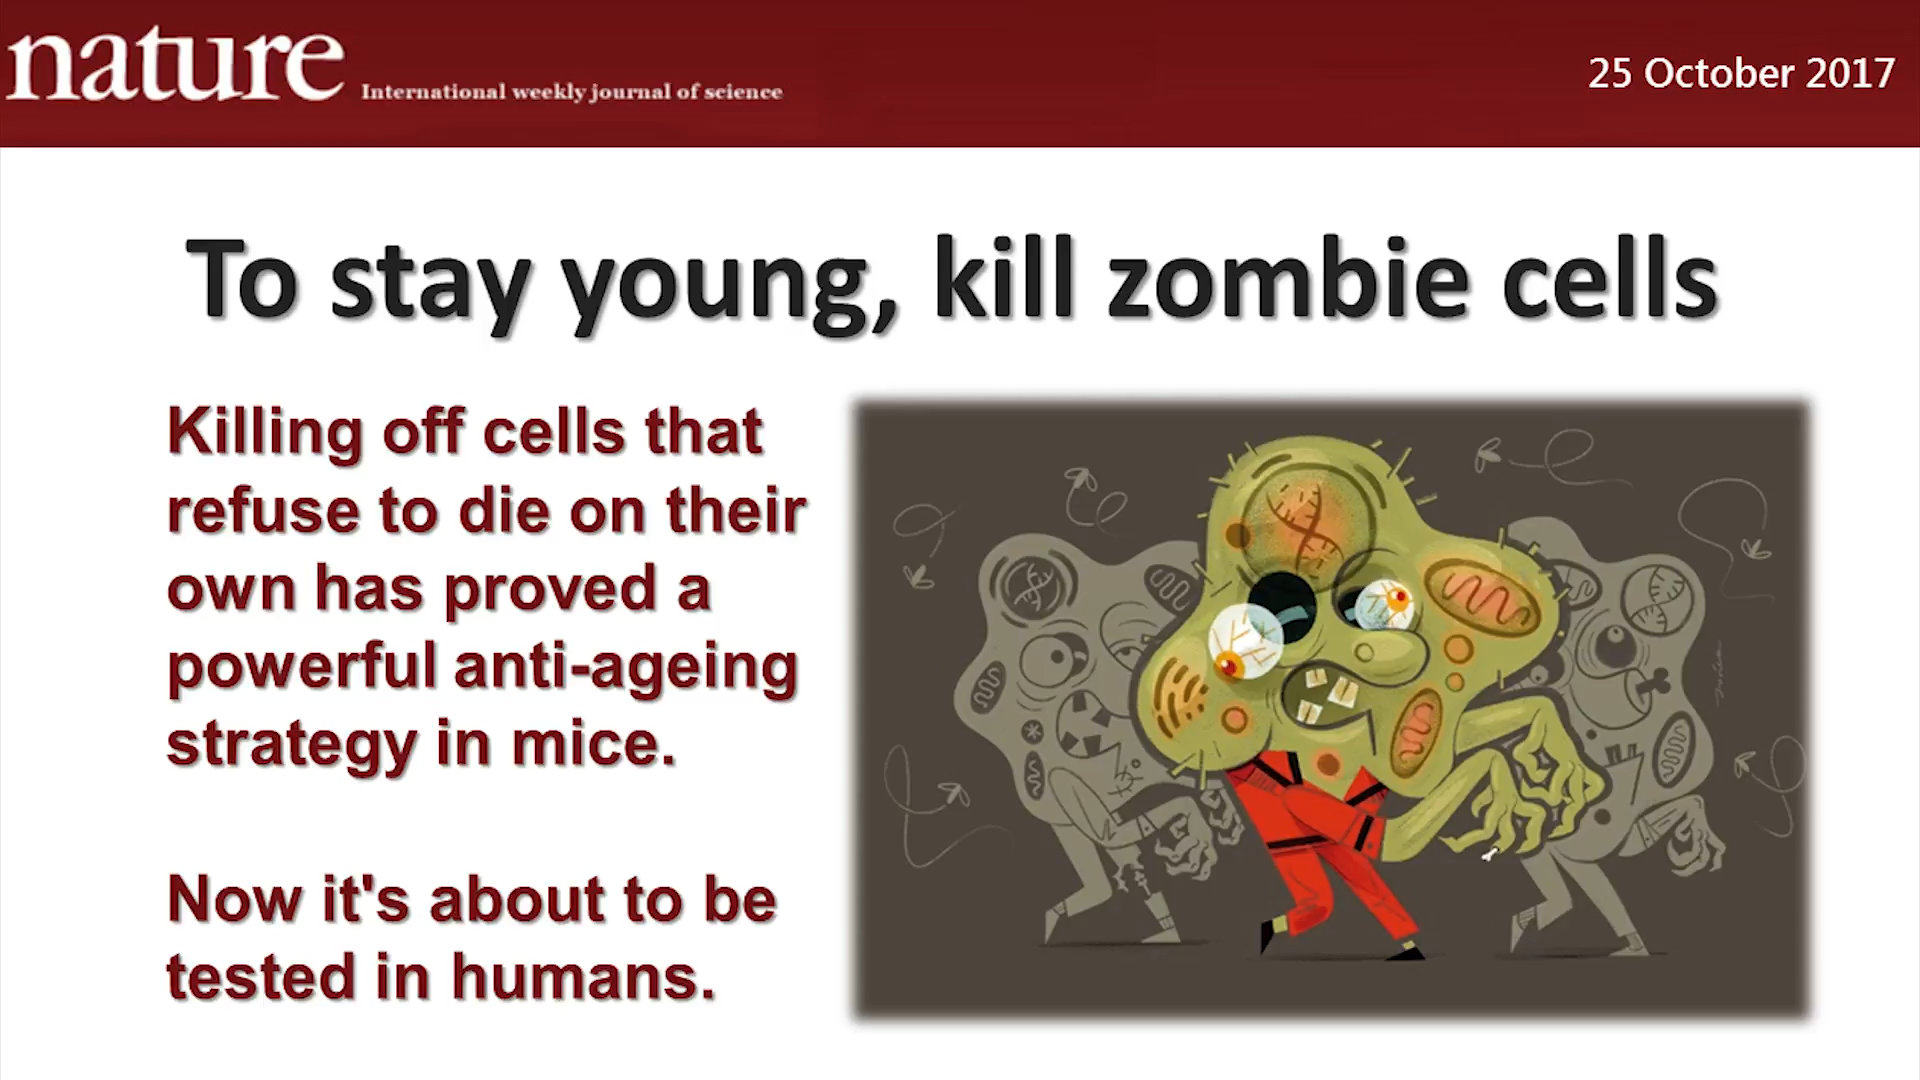 nature International weekly journal of science
25 October 2017
To stay young, kill zombie cells
Killing off cells that
refuse to die on their
own has proved a
powerful anti-ageing
strategy in mice.
Now it's about to be
tested in humans.